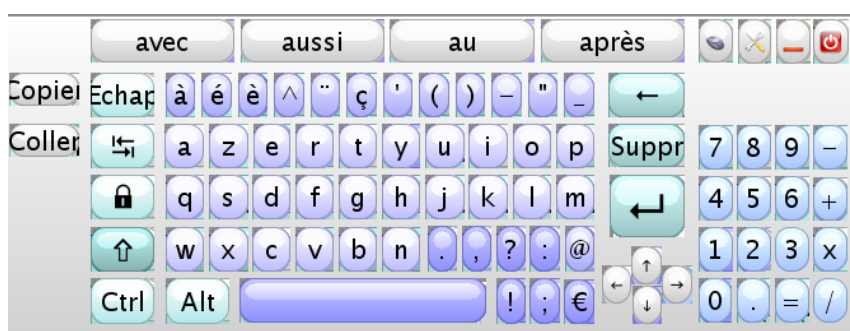 avec aussi au après
Copier Echap à é è ^ ¨ ç ' ( ) – " _ ←
Coller a z e r t y u i o p Suppr 7 8 9 –
q s d f g h j k l m 4 5 6 +
w x c v b n . , ? : @ ← ↑ → 1 2 3 x
Ctrl Alt ! ; € ↓ 0 . = /